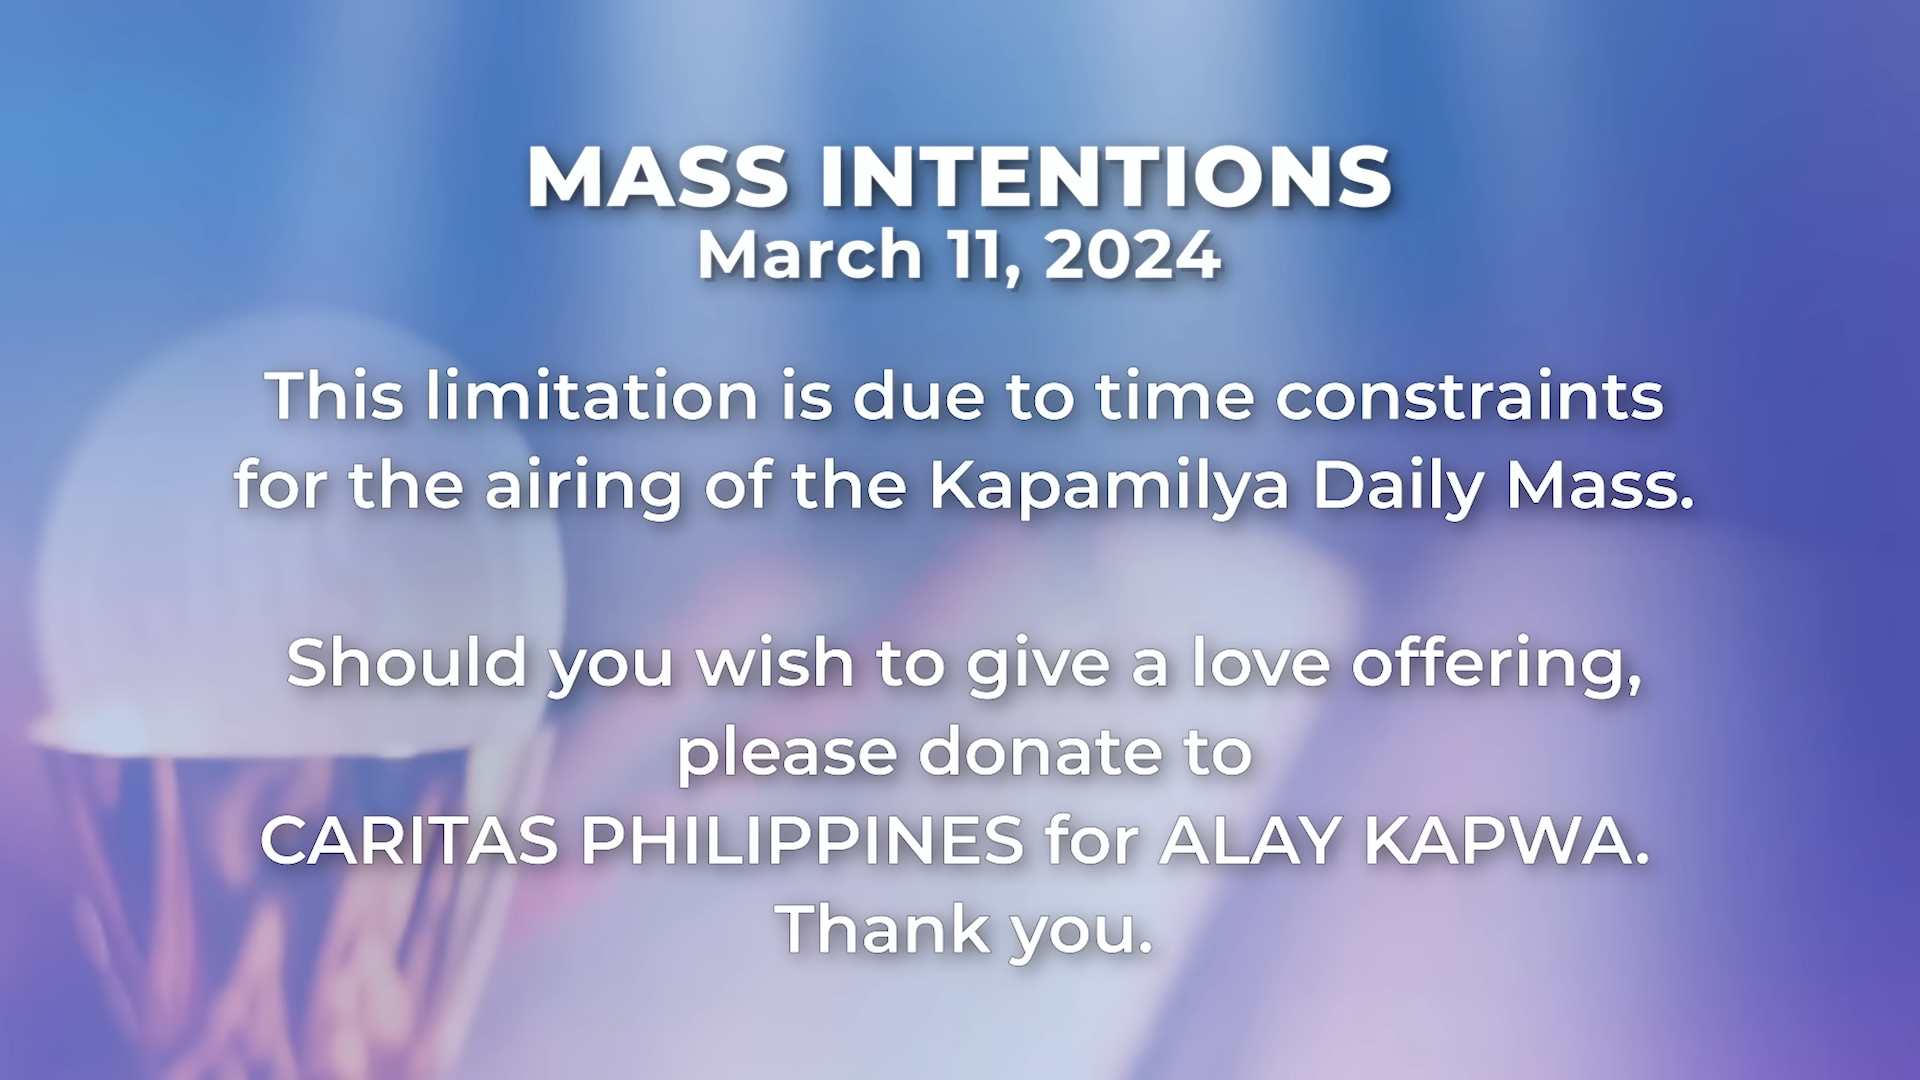 MASS INTENTIONS
March 11, 2024
This limitation is due to time constraints
for the airing of the Kapamilya Daily Mass.
Should you wish to give a love offering,
please donate to
CARITAS PHILIPPINES for ALAY KAPWA.
Thank you.